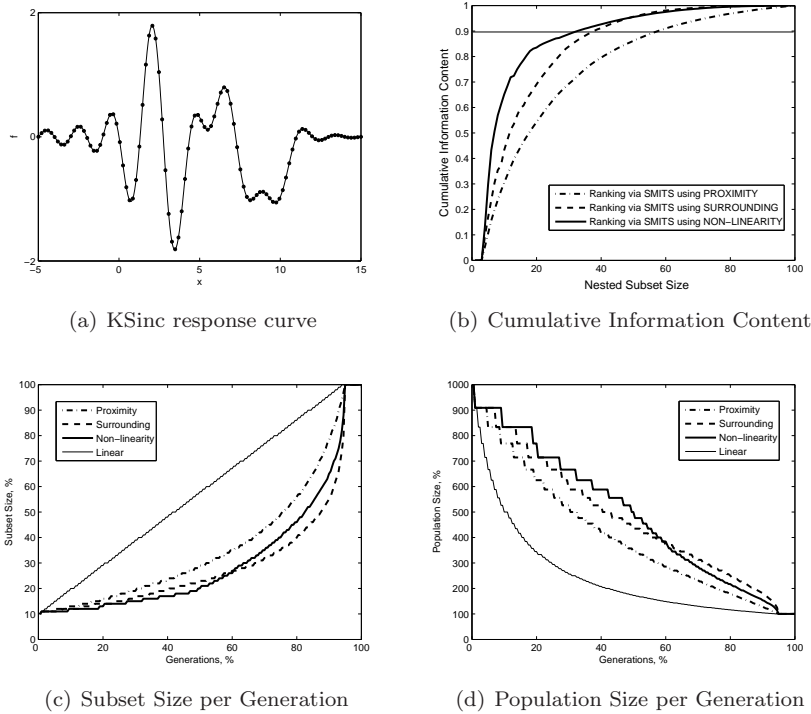 2
0
−2
f
−5
0
5
10
15
x
(a) KSinc response curve
1
0.9
0.8
0.7
0.6
0.5
0.4
0.3
0.2
0.1
0
Cumulative Information Content
Ranking via SMITS using PROXIMITY
Ranking via SMITS using SURROUNDING
Ranking via SMITS using NON−LINEARITY
0
20
40
60
80
100
Nested Subset Size
(b) Cumulative Information Content
100
90
80
70
60
50
40
30
20
10
0
Subset Size, %
Proximity
Surrounding
Non−linearity
Linear
0
20
40
60
80
100
Generations, %
(c) Subset Size per Generation
1000
900
800
700
600
500
400
300
200
100
0
Population Size, %
Proximity
Surrounding
Non−linearity
Linear
0
20
40
60
80
100
Generations, %
(d) Population Size per Generation